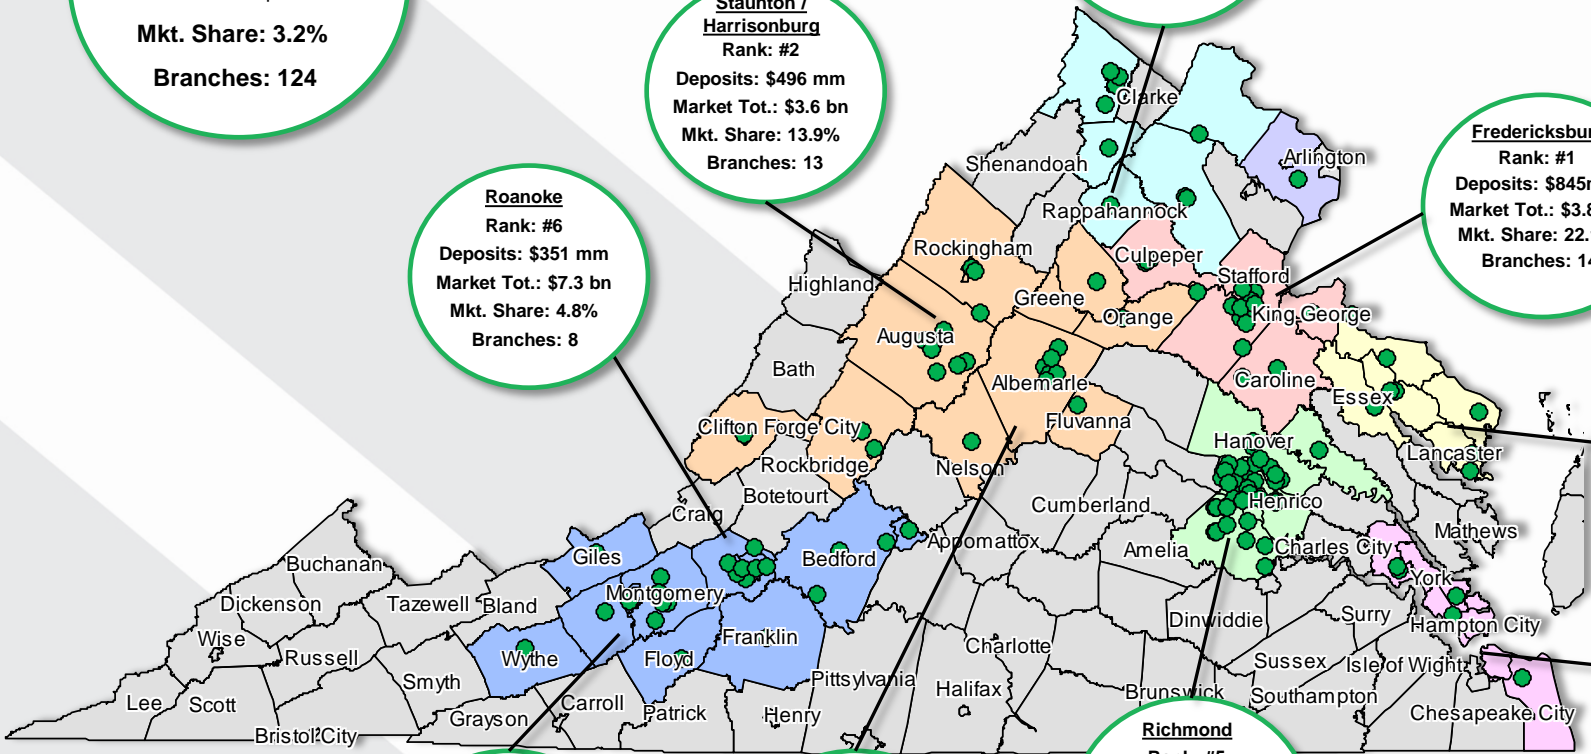 Mkt. Share: 3.2%
Branches: 124
Staunton /
Harrisonburg
Rank: #2
Deposits: $496 mm
Market Tot.: $3.6 bn
Mkt. Share: 13.9%
Branches: 13
Roanoke
Rank: #6
Deposits: $351 mm
Market Tot.: $7.3 bn
Mkt. Share: 4.8%
Branches: 8
Fredericksbur
Rank: #1
Deposits: $845
Market Tot.: $3.8
Mkt. Share: 22.
Branches: 14
Clarke
Arlington
Shenandoah
Rappahannock
Rockingham
Culpeper
Stafford
Highland
Greene
Orange
King George
Augusta
Bath
Albemarle
Caroline
Essex
Clifton Forge City
Fluvanna
Hanover
Lancaster
Rockbridge
Nelson
Botetourt
Cumberland
Henrico
Craig
Mathews
Appomattox
Amelia
Charles City
Giles
Bedford
Buchanan
York
Montgomery
Dickenson
Tazewell
Bland
Dinwiddie
Surry
Hampton City
Wise
Franklin
Charlotte
Russell
Wythe
Floyd
Sussex
Isle of Wight
Smyth
Pittsylvania
Halifax
Brunswick
Southampton
Lee
Scott
Grayson
Carroll
Patrick
Henry
Chesapeake City
Bristol City
Richmond
Rank: #5